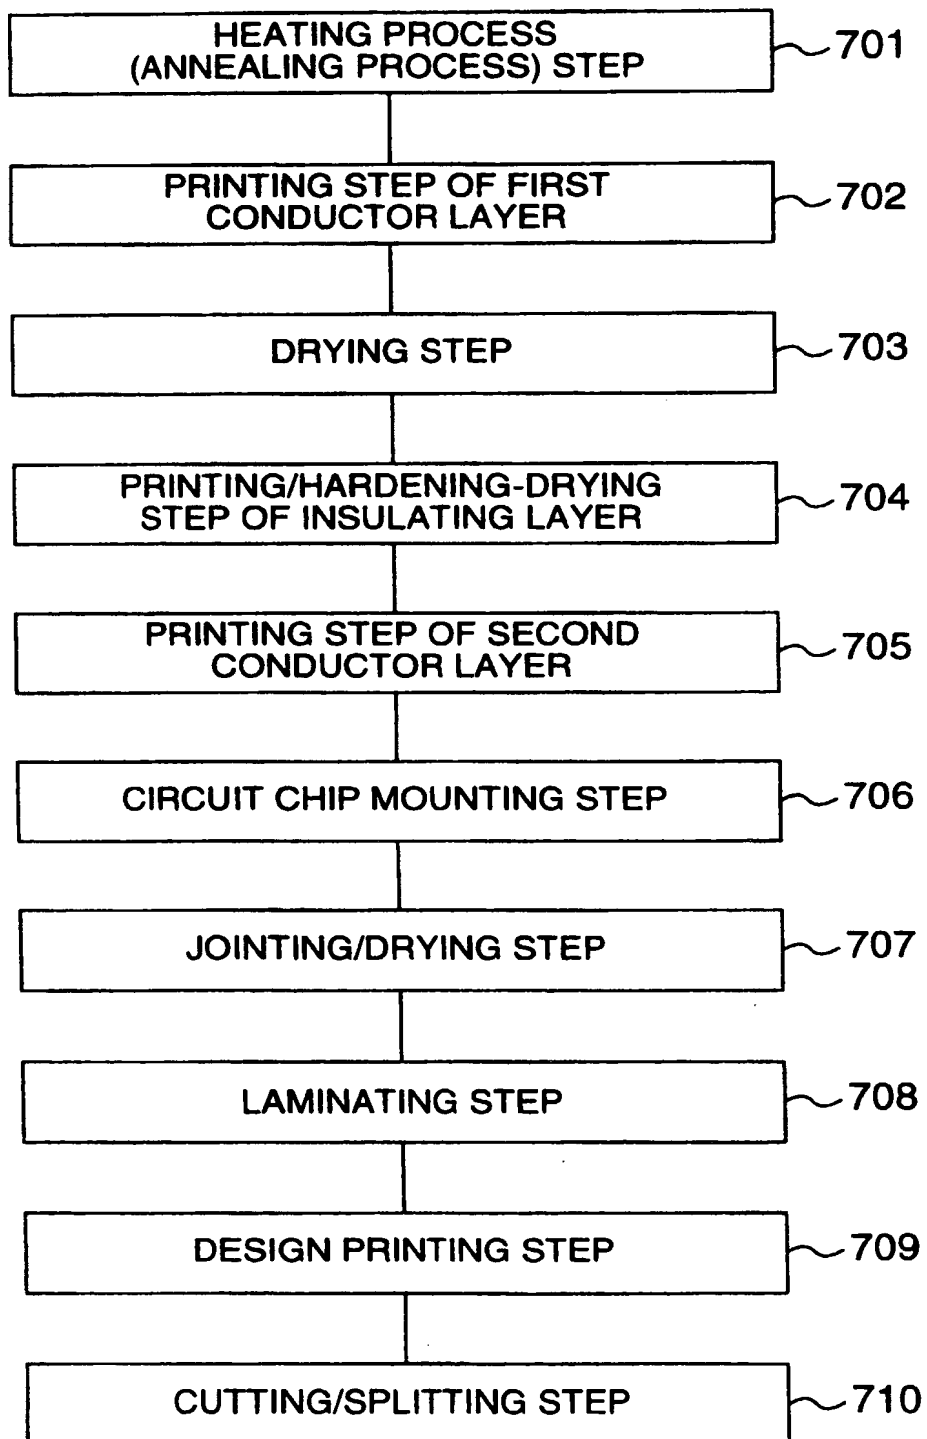 HEATING PROCESS
(ANNEALING PROCESS) STEP
701
PRINTING STEP OF FIRST
CONDUCTOR LAYER
702
DRYING STEP
703
PRINTING/HARDENING-DRYING
STEP OF INSULATING LAYER
704
PRINTING STEP OF SECOND
CONDUCTOR LAYER
705
CIRCUIT CHIP MOUNTING STEP
706
JOINTING/DRYING STEP
707
LAMINATING STEP
708
DESIGN PRINTING STEP
709
CUTTING/SPLITTING STEP
710